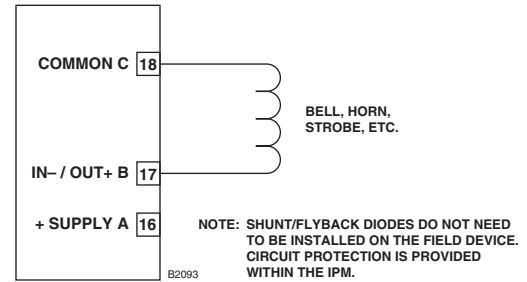 COMMON C 18
BELL, HORN,
STROBE, ETC.
IN– / OUT+ B 17
+ SUPPLY A 16
NOTE: SHUNT/FLYBACK DIODES DO NOT NEED
TO BE INSTALLED ON THE FIELD DEVICE.
CIRCUIT PROTECTION IS PROVIDED
WITHIN THE IPM.
B2093